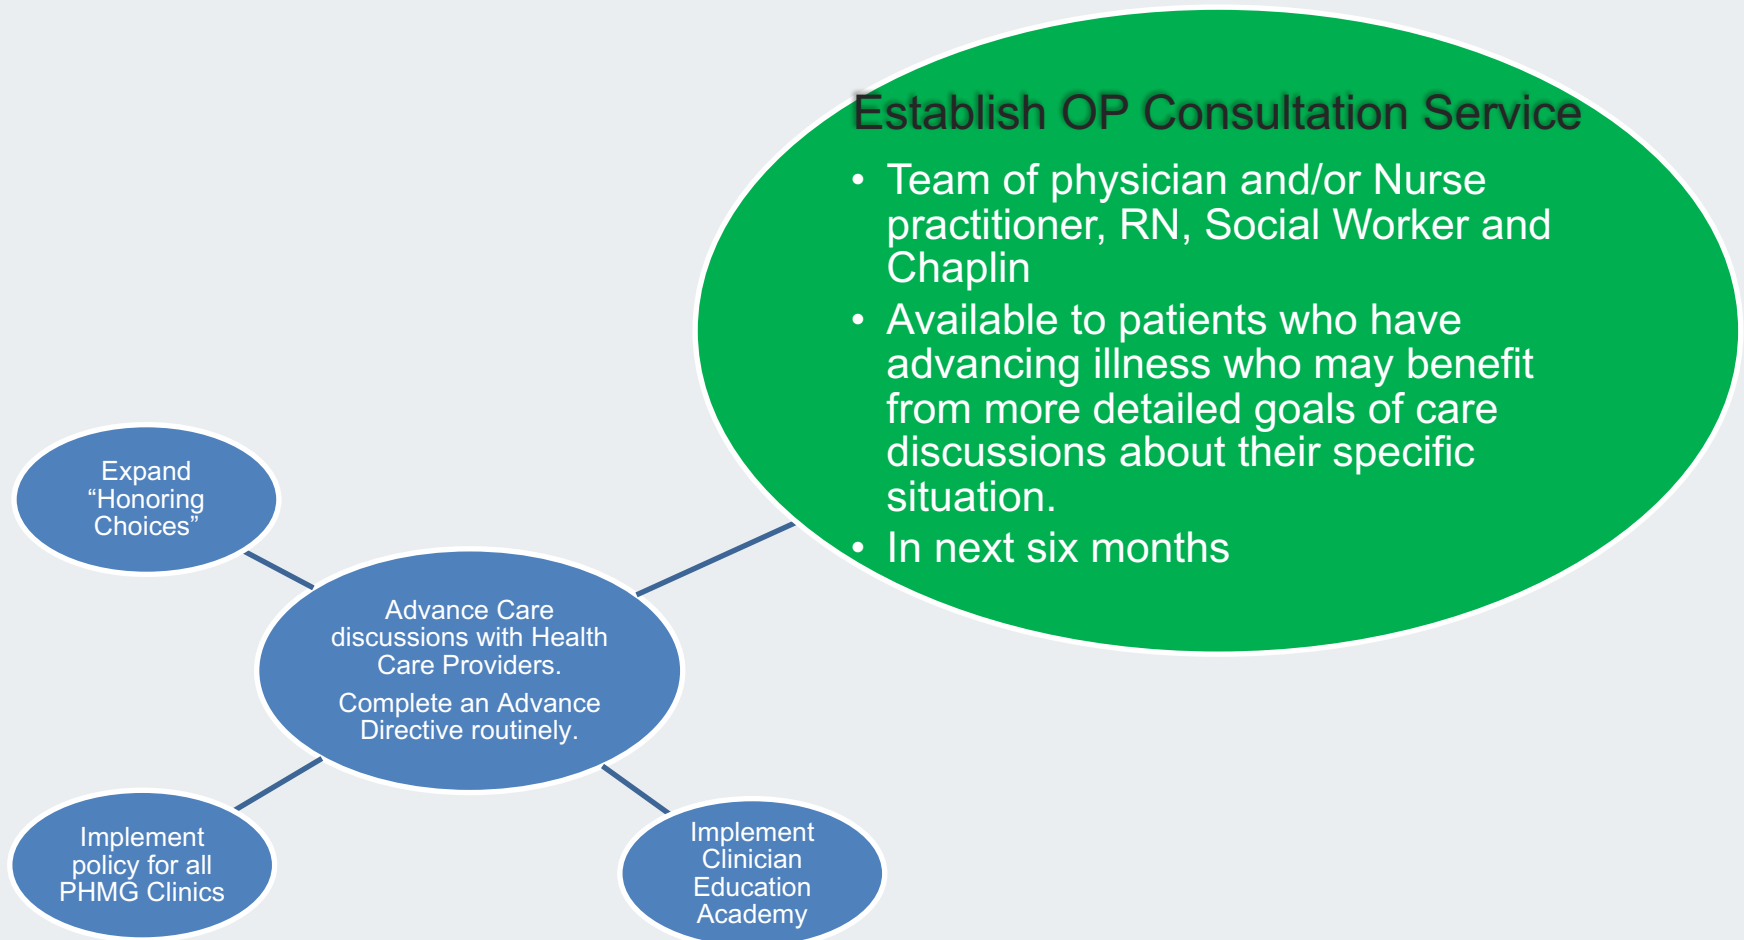 Establish OP Consultation Service
• Team of physician and/or Nurse
practitioner, RN, Social Worker and
Chaplin
• Available to patients who have
advancing illness who may benefit
from more detailed goals of care
discussions about their specific
situation.
• In next six months
Expand
“Honoring
Choices”
Advance Care
discussions with Health
Care Providers.
Complete an Advance
Directive routinely.
Implement
policy for all
PHMG Clinics
Implement
Clinician
Education
Academy